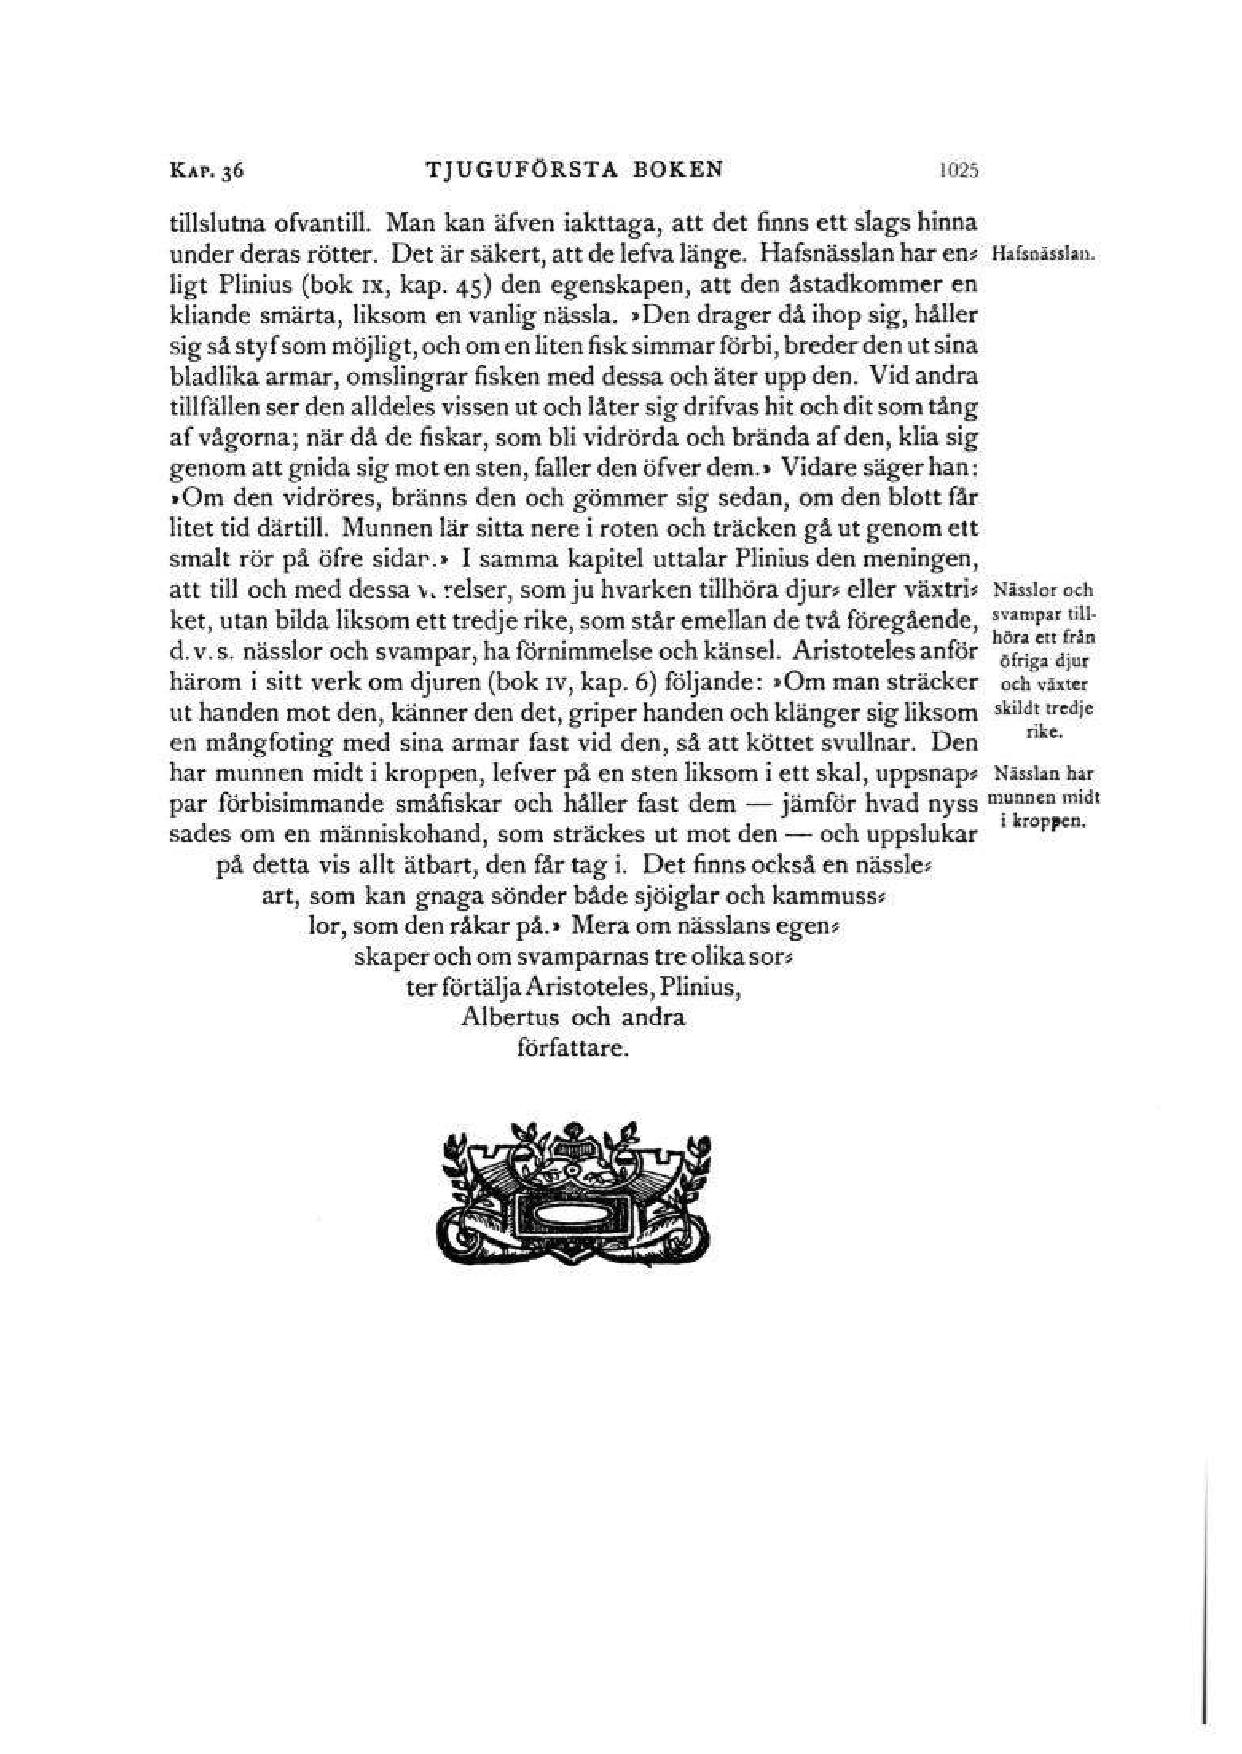 KAP. 36 TJUGUFÖRSTA BOKEN 1025
tillslutna ofvantill. Man kan äfven iakttaga, att det finns ett slags hinna
under deras rötter. Det är säkert, att de lefva länge. Hafsnässlan har en⸗
Hafsnässlan.
ligt Plinius (bok IX, kap. 45) den egenskapen, att den åstadkommer en
kliande smärta, liksom en vanlig nässla. »Den drager då ihop sig, håller
sig så styf som möjligt, och om en liten fisk simmar förbi, breder den ut sina
bladlika armar, omslingrar fisken med dessa och äter upp den. Vid andra
tillfällen ser den alldeles vissen ut och låter sig drifvas hit och dit som tång
af vågorna; när då de fiskar, som bli vidrörda och brända af den, klia sig
genom att gnida sig mot en sten, faller den öfver dem.» Vidare säger han:
»Om den vidröres, bränns den och gömmer sig sedan, om den blott får
litet tid därtill. Munnen lär sitta nere i roten och träcken gå ut genom ett
smalt rör på öfre sidan.» I samma kapitel uttalar Plinius den meningen,
att till och med dessa v. relser, som ju hvarken tillhöra djur⸗ eller växtri⸗
ket, utan bilda liksom ett tredje rike, som står emellan de två föregående,
d. v. s. nässlor och svampar, ha förnimmelse och känsel. Aristoteles anför
härom i sitt verk om djuren (bok IV, kap. 6) följande: »Om man sträcker
ut handen mot den, känner den det, griper handen och klänger sig liksom
en mångfoting med sina armar fast vid den, så att köttet svullnar. Den
Nässlor och
svampar till-
höra ett från
öfriga djur
och växter
skildt tredje
rike.
har munnen midt i kroppen, lefver på en sten liksom i ett skal, uppsnap⸗
par förbisimmande småfiskar och håller fast dem — jämför hvad nyss
sades om en människohand, som sträckes ut mot den — och uppslukar
Nässlan har
munnen midt
i kroppen.
på detta vis allt ätbart, den får tag i. Det finns också en nässle⸗
art, som kan gnaga sönder både sjöiglar och kammuss⸗
lor, som den råkar på.» Mera om nässlans egen⸗
skaper och om svamparnas tre olika sor⸗
ter förtälja Aristoteles, Plinius,
Albertus och andra
författare.